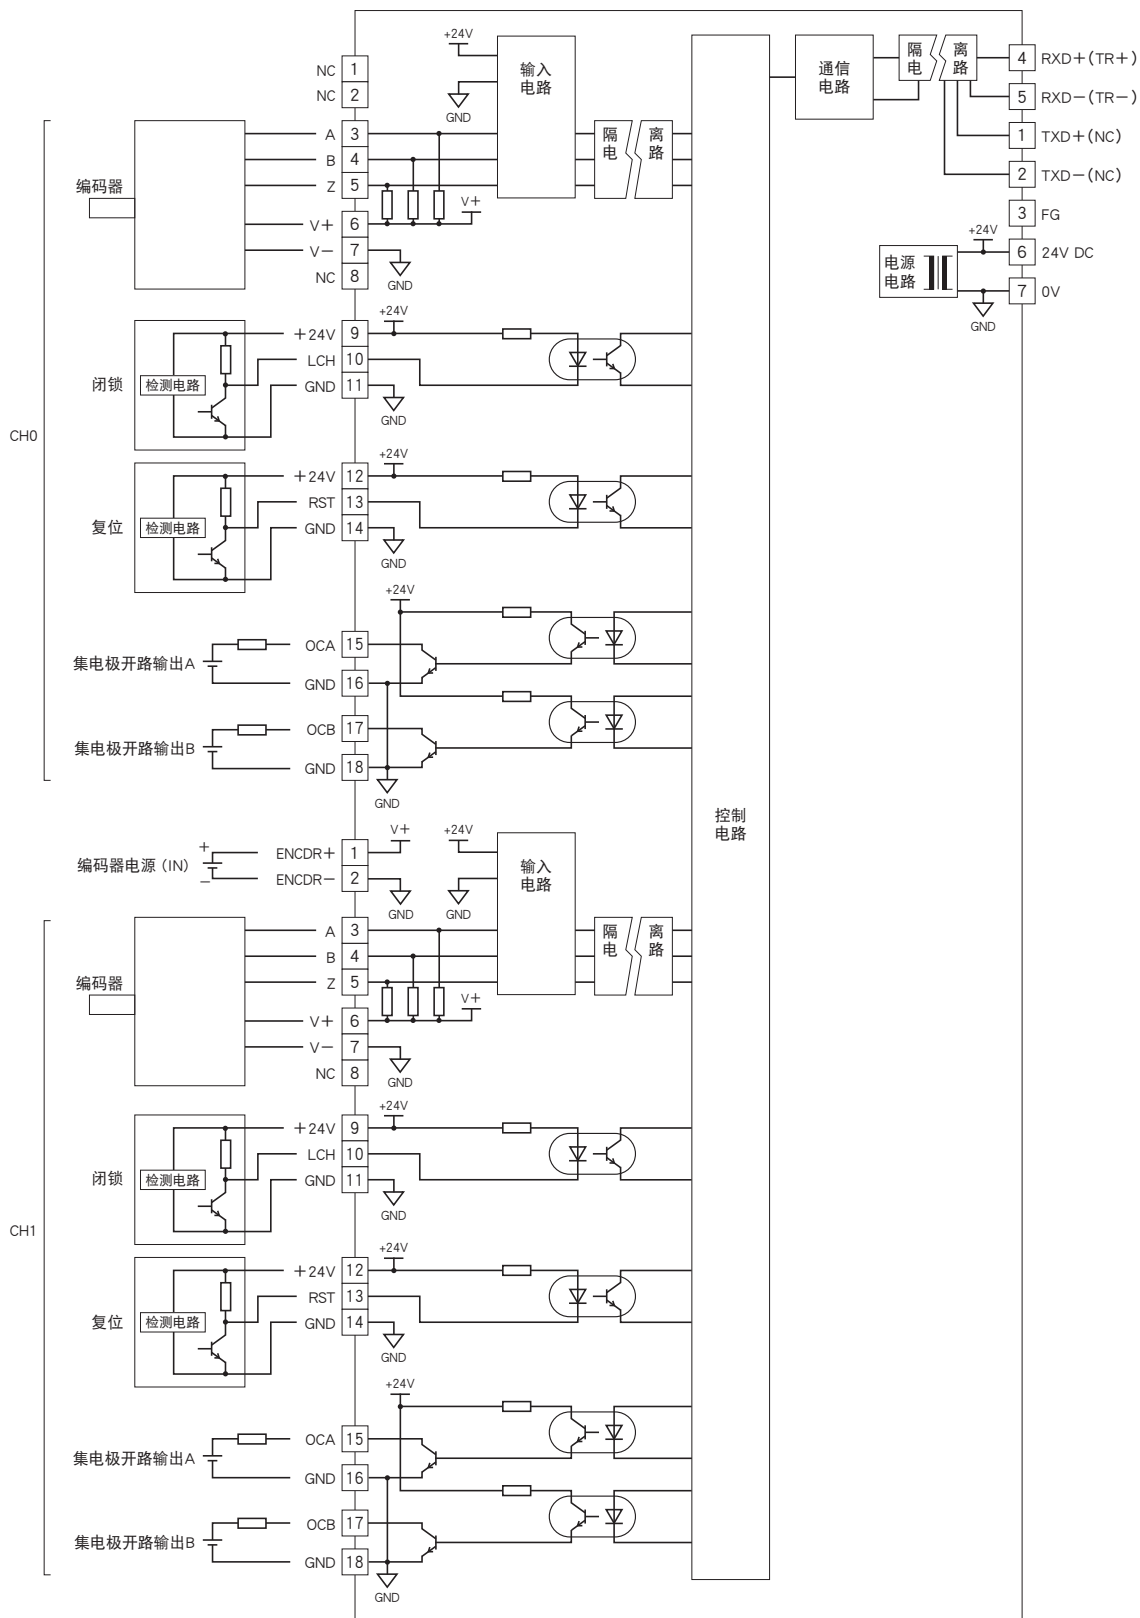 +24V
GND
输入
电路
NC 1
NC 2
A 3
B 4
Z 5
V+ 6
V− 7
NC 8
编码器
V+
GND
隔 离
电 路
通信
电路
隔 离
电 路
4 RXD+(TR+)
5 RXD−(TR−)
1 TXD+(NC)
2 TXD−(NC)
3 FG
+24V
6 24V DC
7 0V
电源
电路
GND
CH0
闭锁
检测电路
+24V 9
LCH 10
GND 11
+24V
GND
复位
检测电路
+24V 12
RST 13
GND 14
+24V
GND
+24V
集电极开路输出A
OCA 15
GND 16
集电极开路输出B
OCB 17
GND 18
GND
控制
电路
编码器电源 (IN)
+
−
ENCDR+ 1
ENCDR− 2
V+
GND
+24V
GND
输入
电路
编码器
A 3
B 4
Z 5
V+ 6
V− 7
NC 8
V+
GND
隔 离
电 路
CH1
闭锁
检测电路
+24V 9
LCH 10
GND 11
+24V
GND
复位
检测电路
+24V 12
RST 13
GND 14
+24V
GND
+24V
集电极开路输出A
OCA 15
GND 16
集电极开路输出B
OCB 17
GND 18
GND